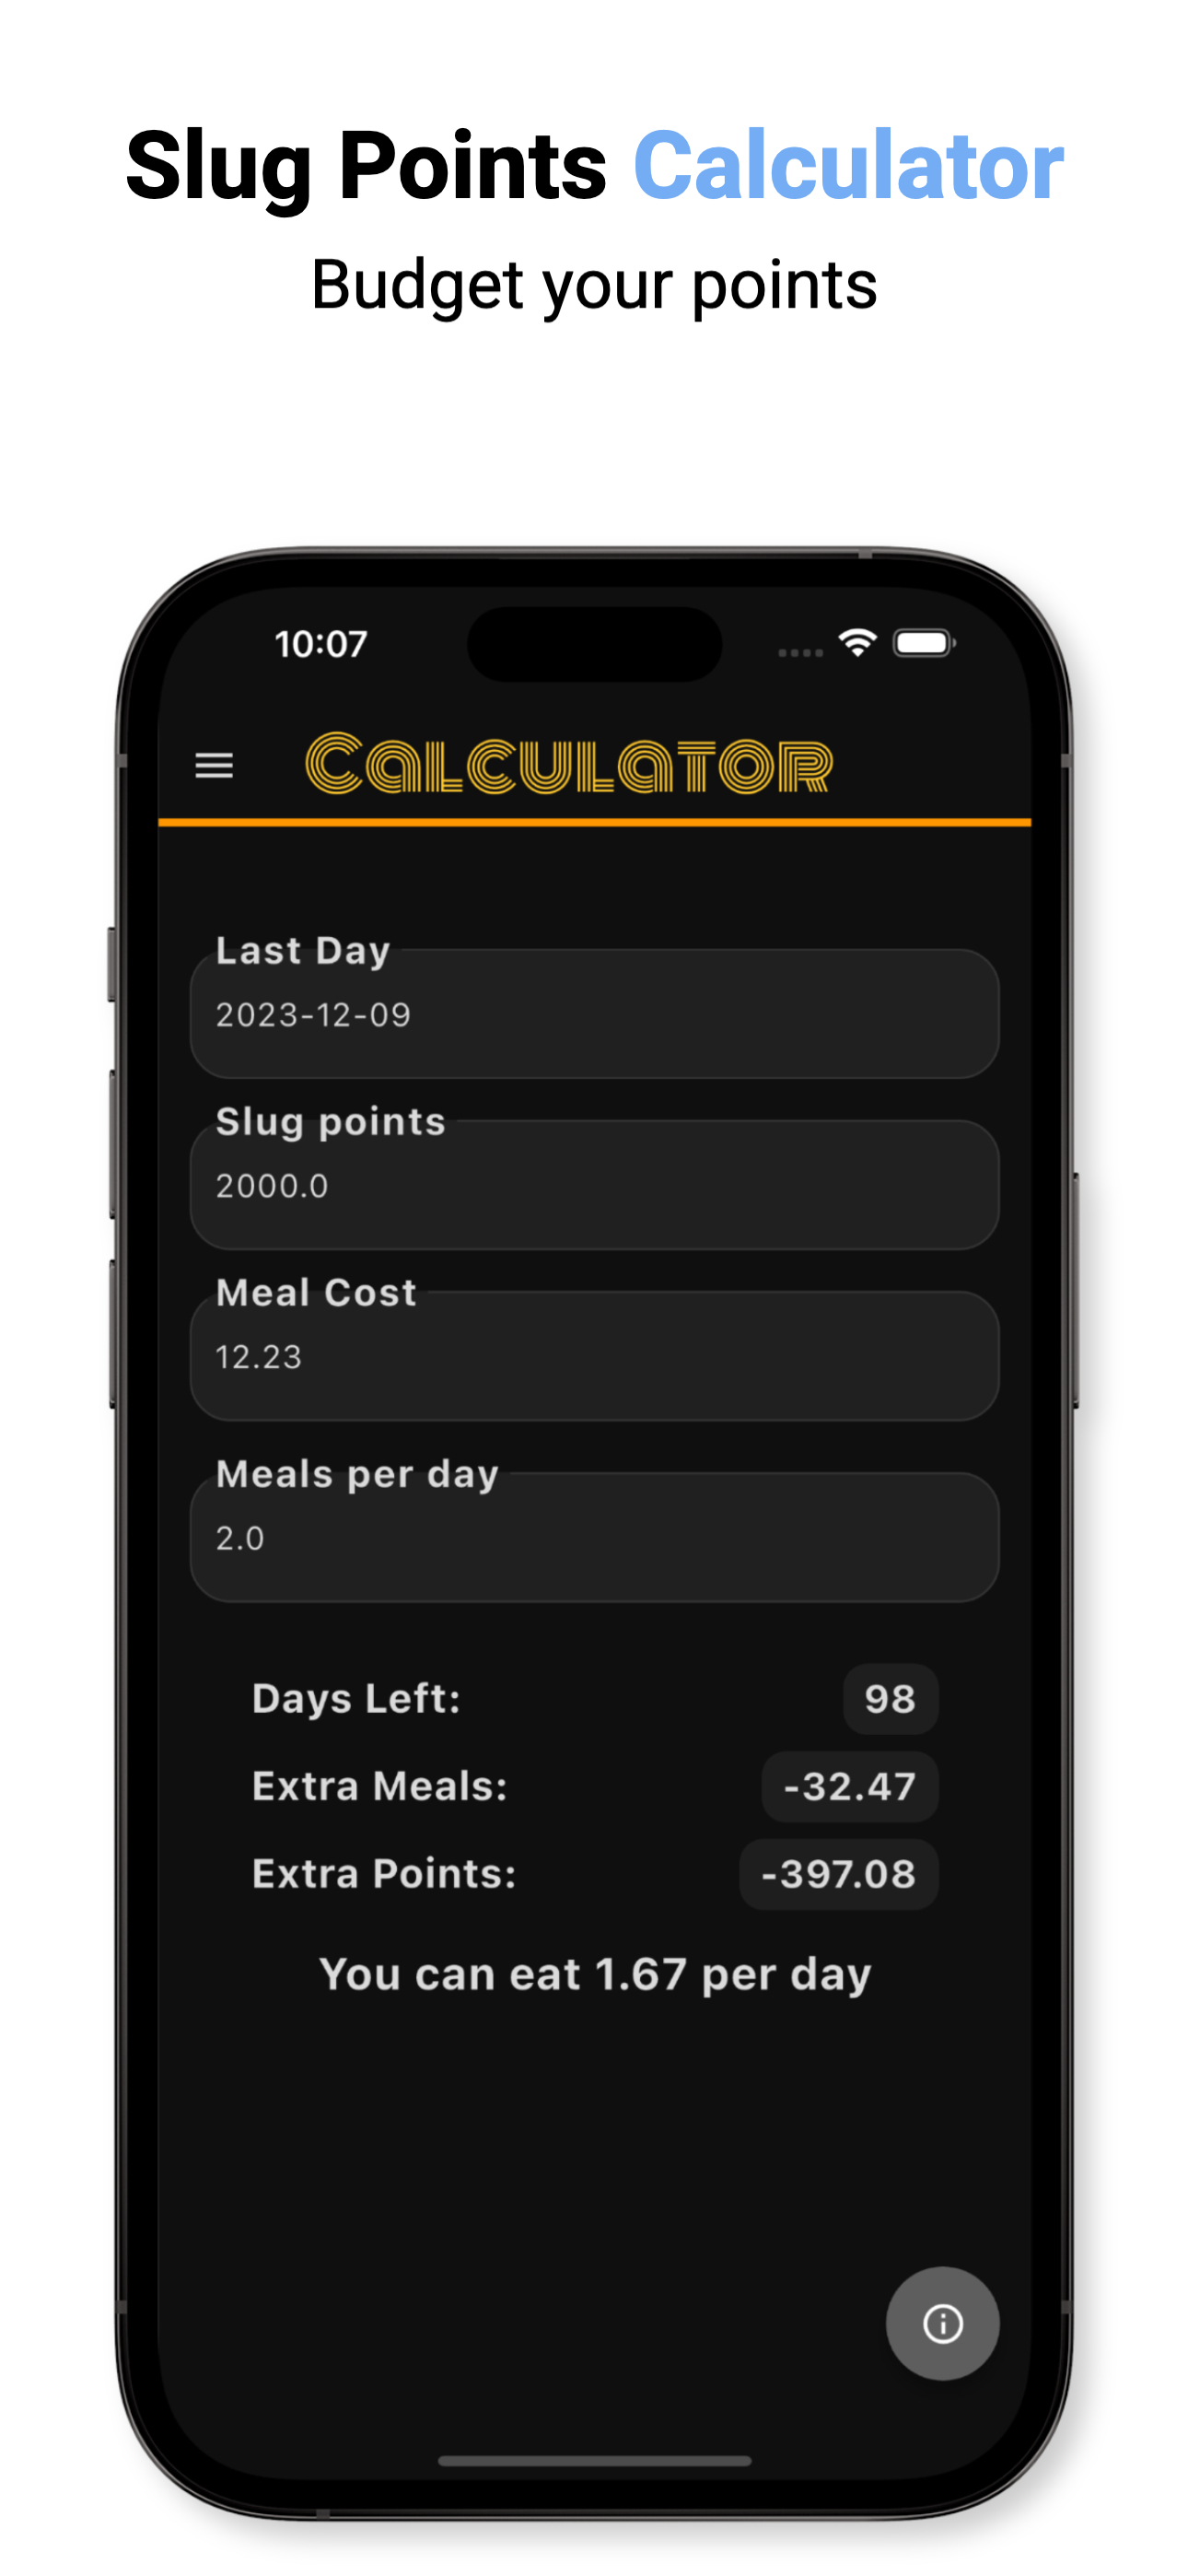 Slug Points Calculator
Budget your points
10:07
Calculator
Last Day
2023-12-09
Slug points
2000.0
Meal Cost
12.23
Meals per day
2.0
Days Left: 98
Extra Meals: -32.47
Extra Points: -397.08
You can eat 1.67 per day